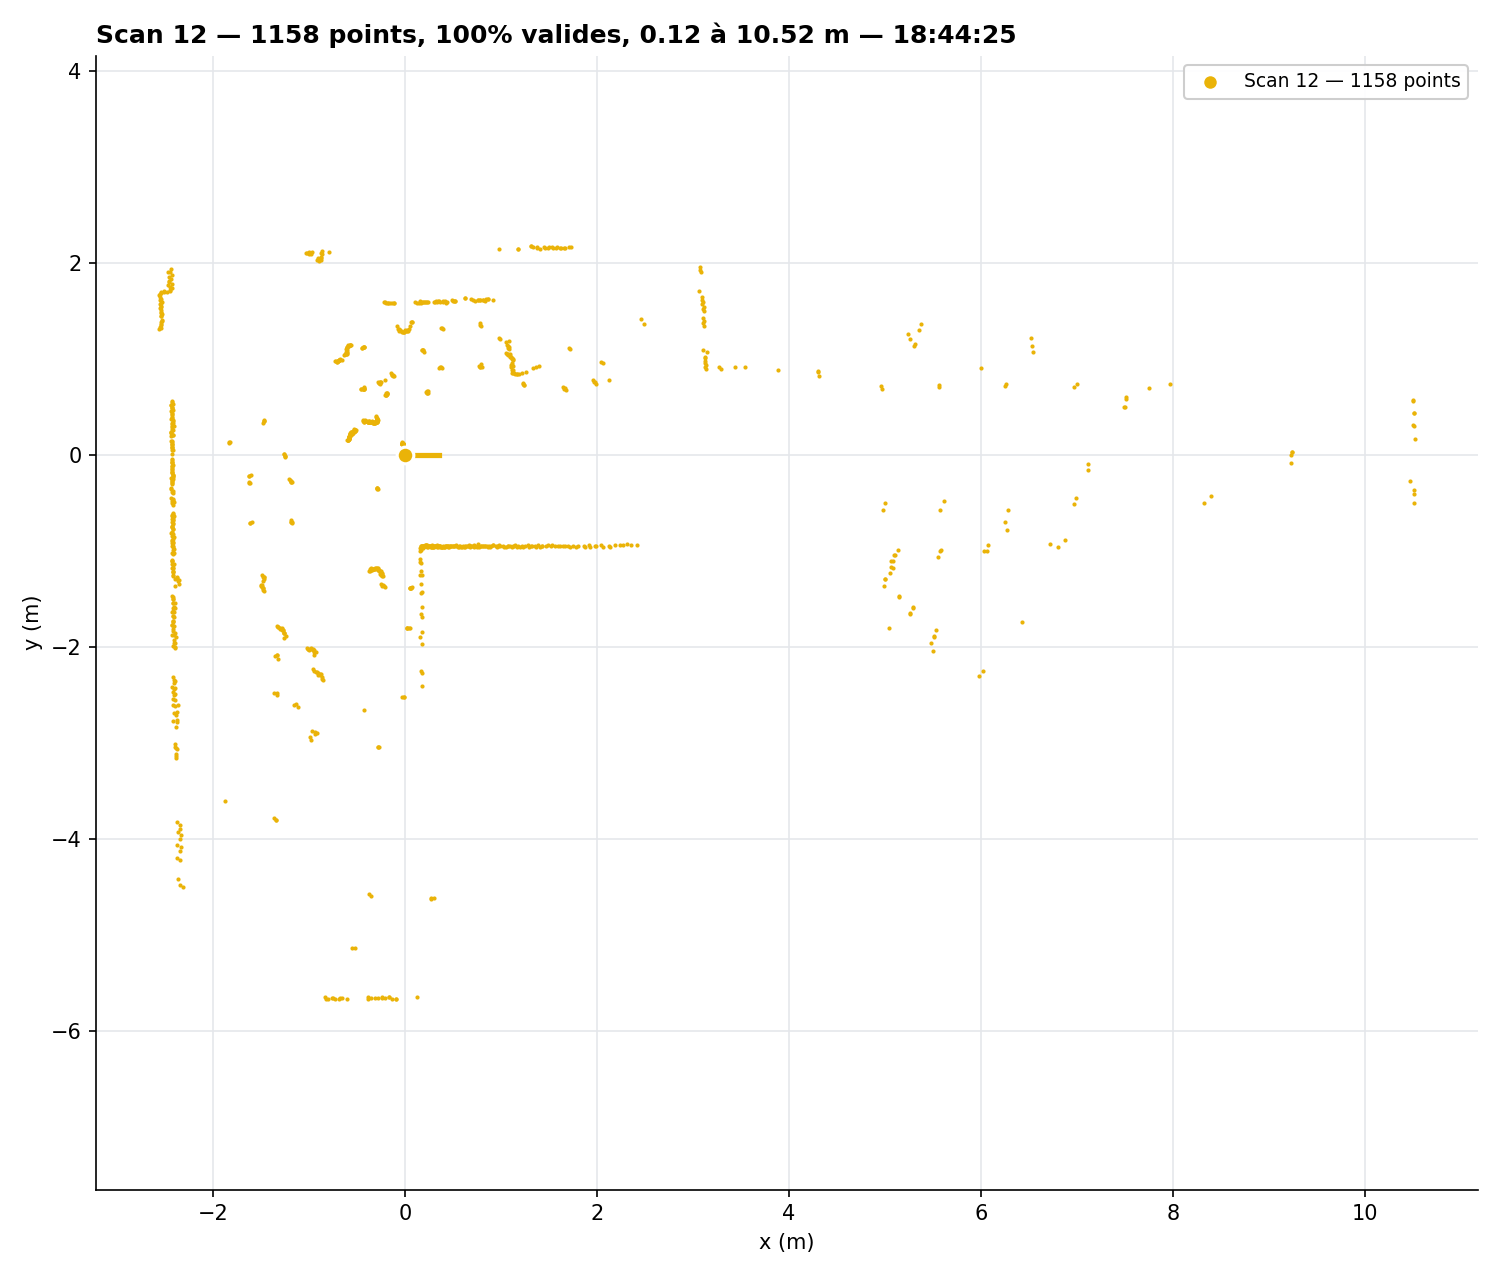 Scan 12 — 1158 points, 100% valides, 0.12 à 10.52 m — 18:44:25
Scan 12 — 1158 points
4
2
0
−2
−4
−6
y (m)
−2 0 2 4 6 8 10
x (m)